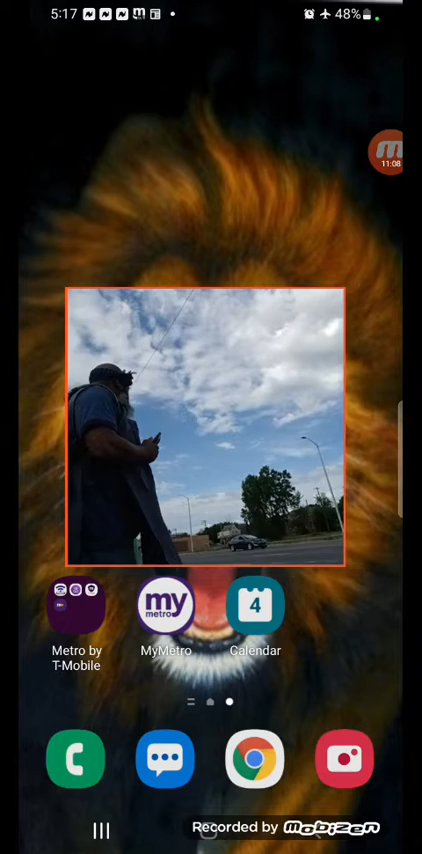 5:17
48%
11:08
my
metro
4
Metro by
T-Mobile
MyMetro
Calendar
Recorded by mobizen